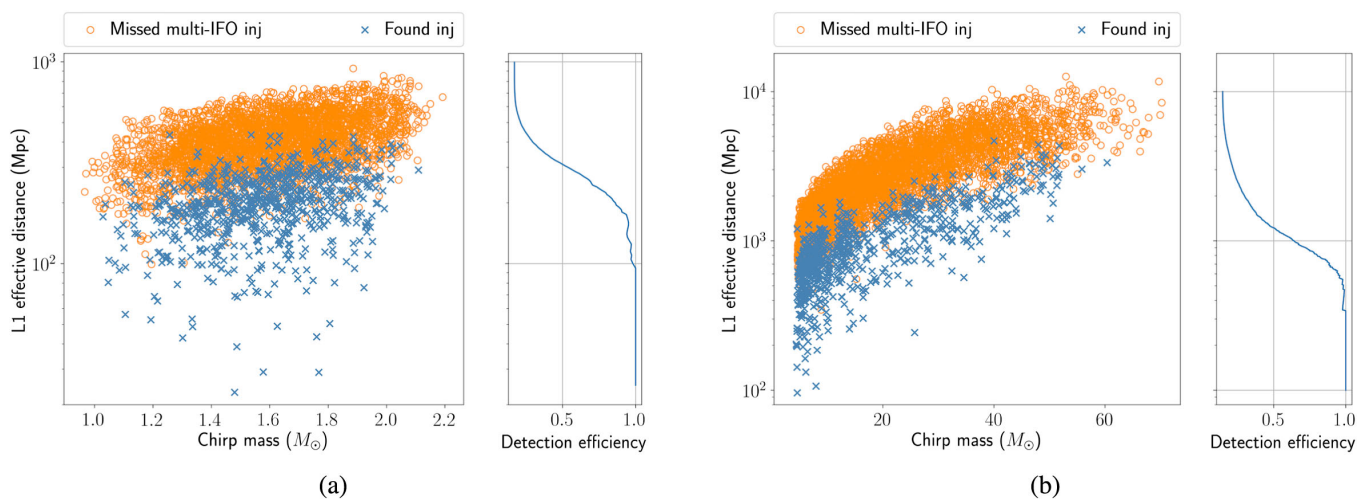 Missed multi-IFO inj Found inj
10³
10²
L1 effective distance (Mpc)
1.0 1.2 1.4 1.6 1.8 2.0 2.2
Chirp mass (M⊙)
0.5 1.0
Detection efficiency
(a)
Missed multi-IFO inj Found inj
10⁴
10³
10²
L1 effective distance (Mpc)
20 40 60
Chirp mass (M⊙)
0.5 1.0
Detection efficiency
(b)